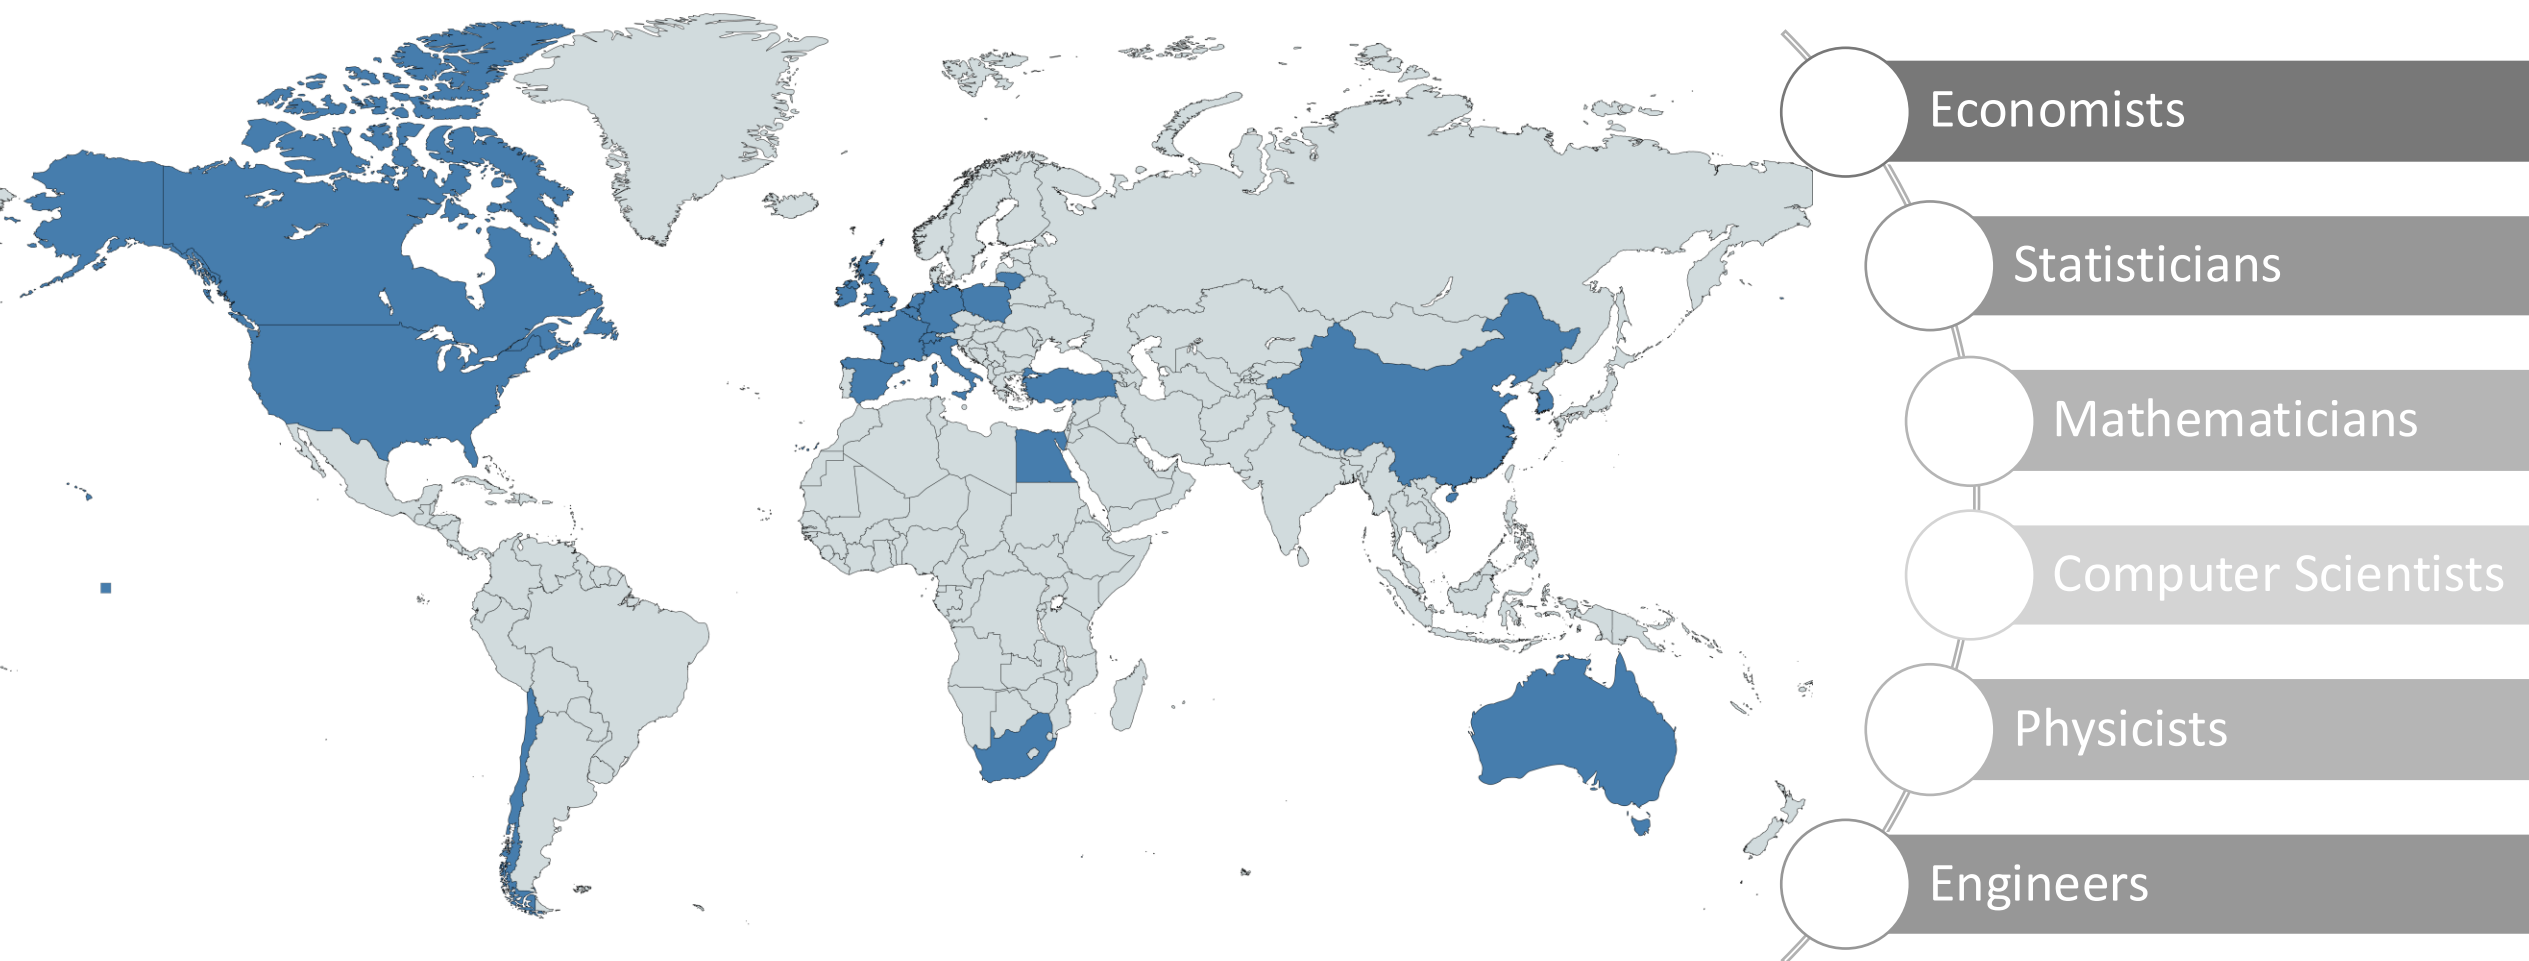 Economists
Statisticians
Mathematicians
Computer Scientists
Physicists
Engineers